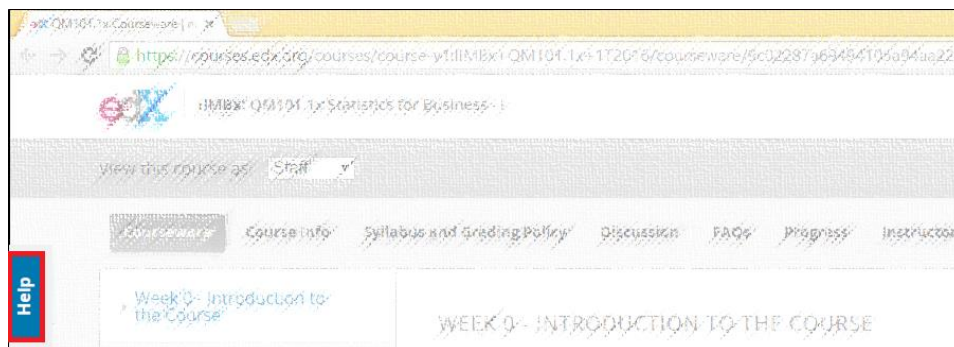 edX QM101.1x Courseware |
https://courses.edx.org/courses/course-v1:IIMBx+QM101.1x+1T2016/courseware/
edX IIMBx: QM101.1x Statistics for Business - I
View this course as: Staff
Courseware Course Info Syllabus and Grading Policy Discussion FAQs Progress Instructor
Help
Week 0 - Introduction to
the Course
WEEK 0 - INTRODUCTION TO THE COURSE